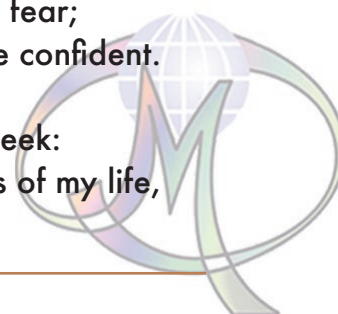 fear;
e confident.
eek:
s of my life,